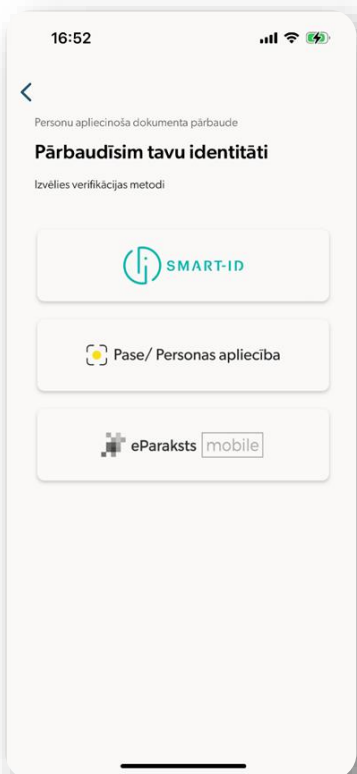 16:52
Personu apliecinoša dokumenta pārbaude
Pārbaudīsim tavu identitāti
Izvēlies verifikācijas metodi
SMART-ID
Pase/ Personas apliecība
eParaksts mobile